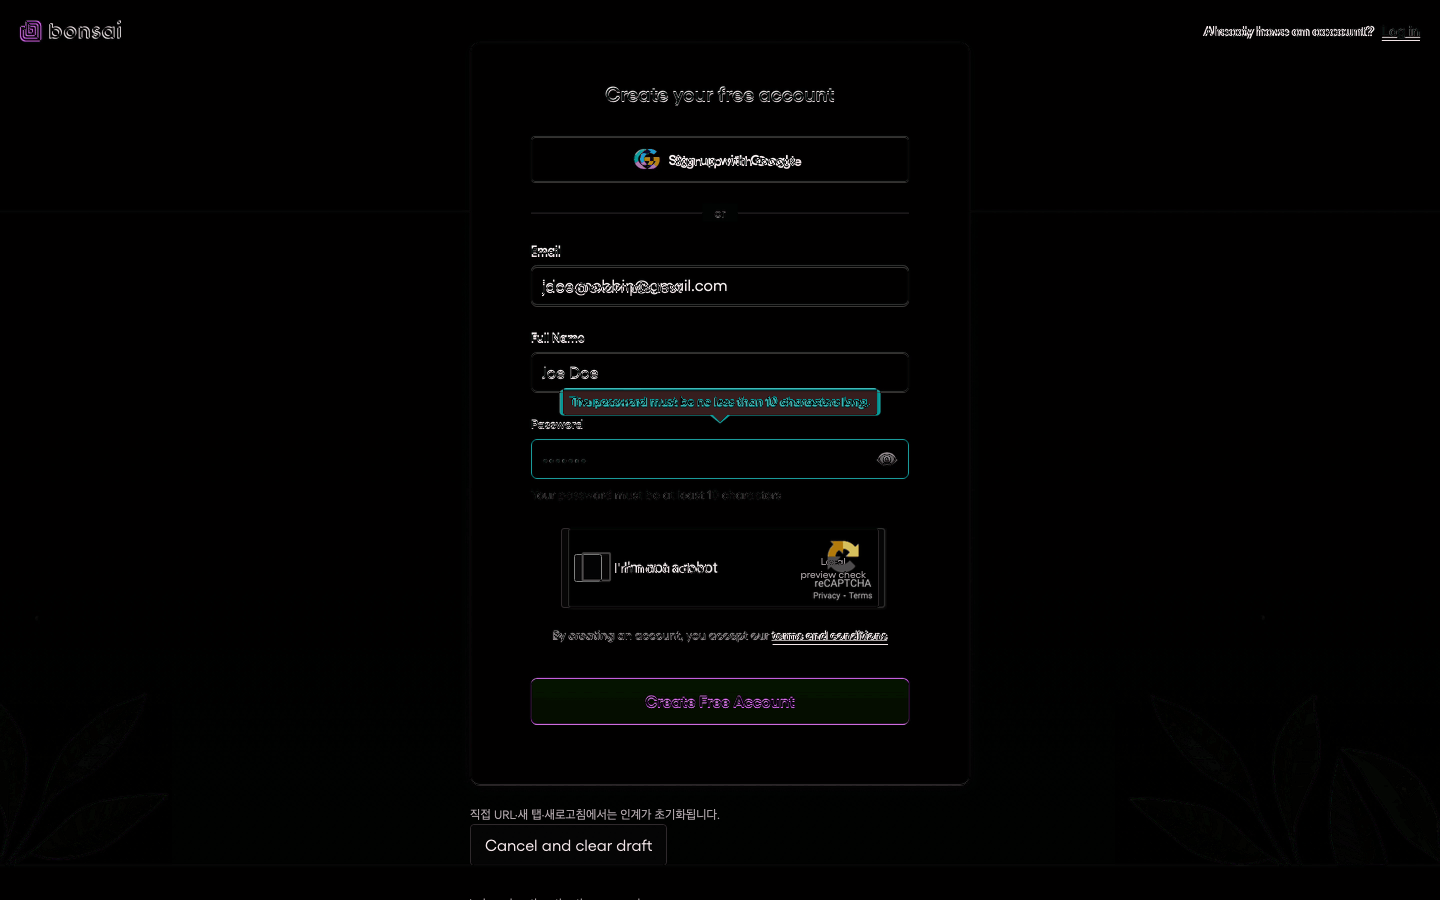 bonsai
Already have an account? Log in
Create your free account
Sign up with Google
or
Email
@gmail.com
Full Name
Joe Doe
The password must be no less than 10 characters long
Password
Your password must be at least 10 characters
I'm not a robot
Local
preview check
reCAPTCHA
Privacy - Terms
By creating an account, you accept our terms and conditions
Create Free Account
직접 URL·새 탭·새로고침에서는 인계가 초기화됩니다.
Cancel and clear draft